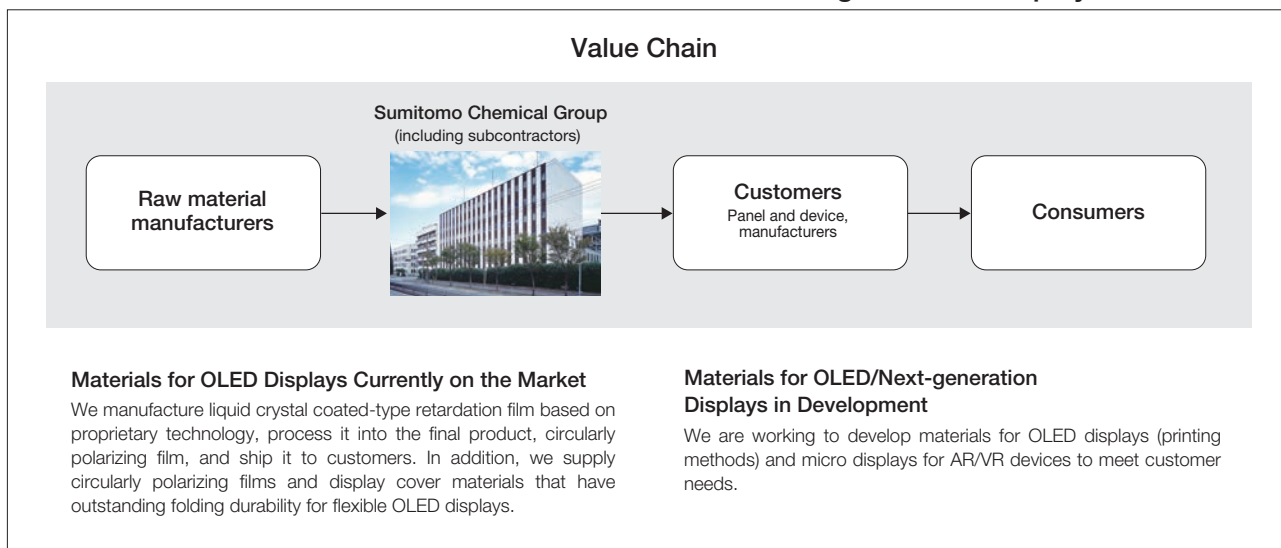 Value Chain
Sumitomo Chemical Group
(including subcontractors)
Raw material
manufacturers
Customers
Panel and device,
manufacturers
Consumers
Materials for OLED Displays Currently on the Market
We manufacture liquid crystal coated-type retardation film based on
proprietary technology, process it into the final product, circularly
polarizing film, and ship it to customers. In addition, we supply
circularly polarizing films and display cover materials that have
outstanding folding durability for flexible OLED displays.
Materials for OLED/Next-generation
Displays in Development
We are working to develop materials for OLED displays (printing
methods) and micro displays for AR/VR devices to meet customer
needs.